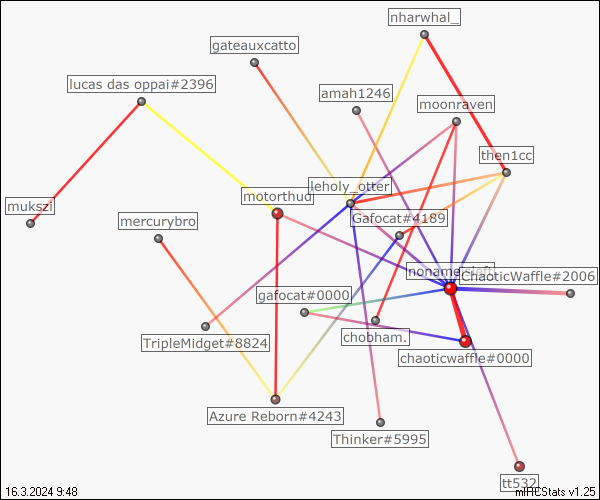 nharwhal_
gateauxcatto
lucas das oppai#2396
amah1246
moonraven
then1cc
leholy_otter
motorthud
mukszi
Gafocat#4189
mercurybro
ChaoticWaffle#2006
gafocat#0000
chobham.
TripleMidget#8824
chaoticwaffle#0000
Azure Reborn#4243
Thinker#5995
tt532
16.3.2024 9:48
mIRCStats v1.25